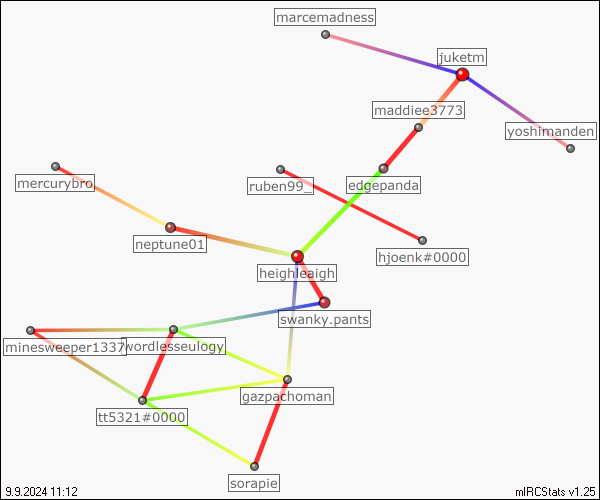 marcemadness
juketm
maddiee3773
yoshimanden
mercurybro
ruben99_
edgepanda
neptune01
hjoenk#0000
heighleaigh
swanky.pants
minesweeper1337
wordlesseulogy
gazpachoman
tt5321#0000
sorapie
9.9.2024 11:12
mIRCStats v1.25